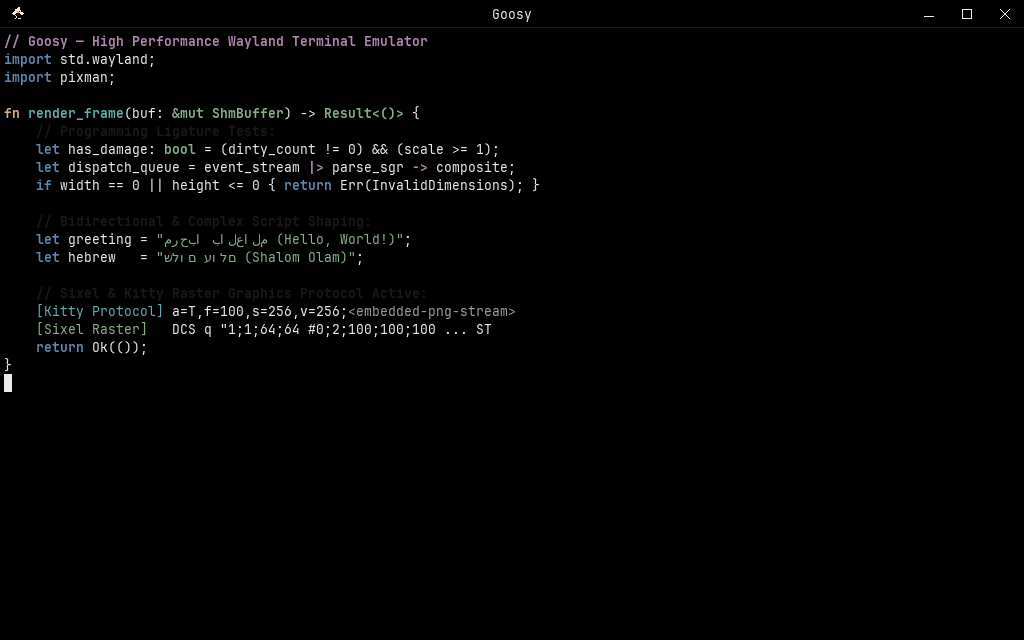 Goosy
// Goosy — High Performance Wayland Terminal Emulator
import std.wayland;
import pixman;
fn render_frame(buf: &mut ShmBuffer) -> Result<()> {
// Programming Ligature Tests:
let has_damage: bool = (dirty_count != 0) && (scale >= 1);
let dispatch_queue = event_stream |> parse_sgr -> composite;
if width == 0 || height <= 0 { return Err(InvalidDimensions); }
// Bidirectional & Complex Script Shaping:
let greeting = "مرحبا بالعالم (Hello, World!)";
let hebrew   = "שלום עולם (Shalom Olam)";
// Sixel & Kitty Raster Graphics Protocol Active:
[Kitty Protocol] a=T,f=100,s=256,v=256;<embedded-png-stream>
[Sixel Raster]   DCS q "1;1;64;64 #0;2;100;100;100 ... ST
return Ok(());
}